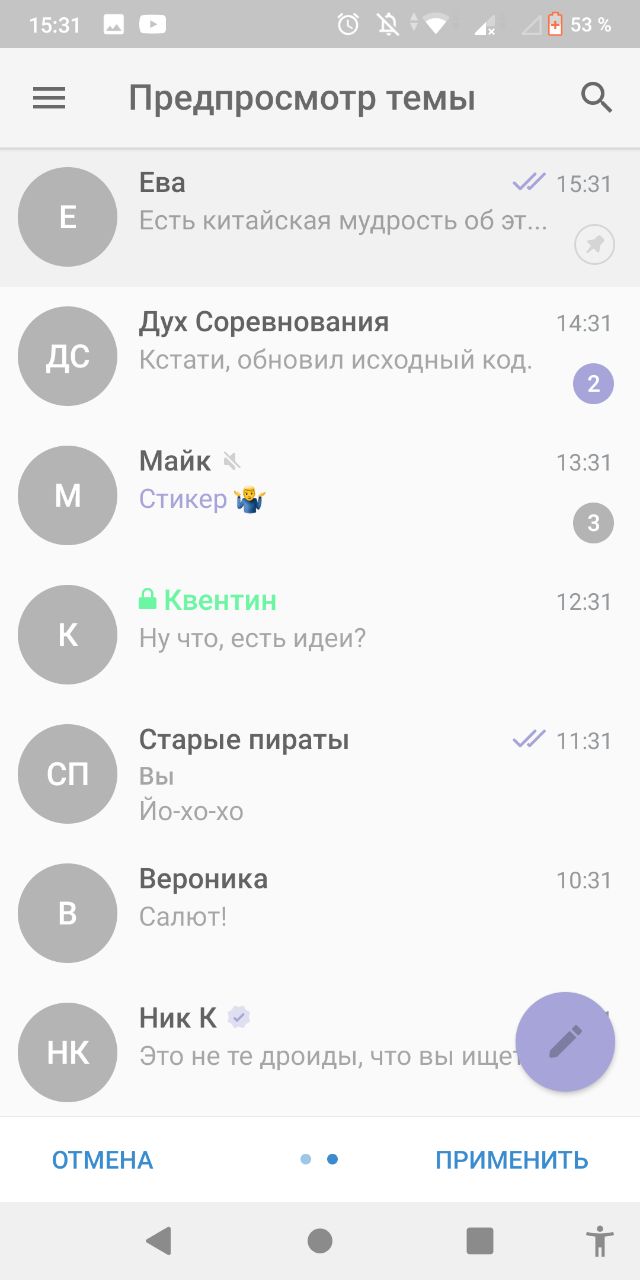 15:31 53 %
Предпросмотр темы
Е
Ева 15:31
Есть китайская мудрость об эт...
ДС
Дух Соревнования 14:31
Кстати, обновил исходный код.
2
М
Майк 13:31
Стикер 🤷‍♂️
3
К
Квентин 12:31
Ну что, есть идеи?
СП
Старые пираты 11:31
Вы
Йо-хо-хо
В
Вероника 10:31
Салют!
НК
Ник К
Это не те дроиды, что вы
ОТМЕНА ПРИМЕНИТЬ